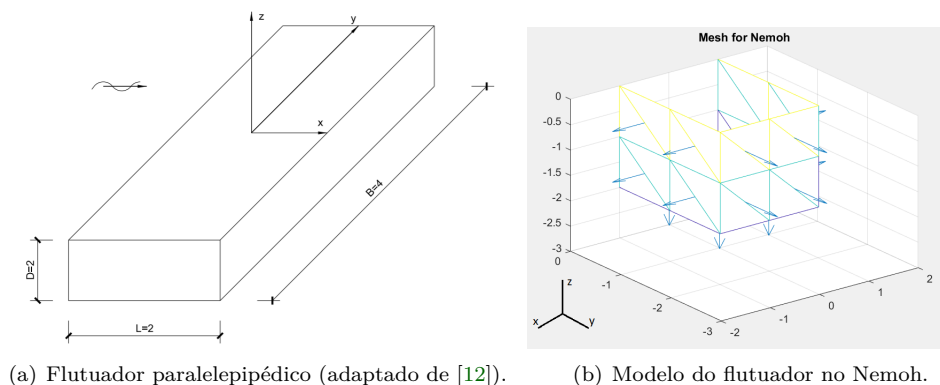 z
y
x
D=2
L=2
B=4
(a) Flutuador paralelepipédico (adaptado de [12]).
Mesh for Nemoh
0
-0.5
-1
-1.5
-2
-2.5
-3
0
-1
-2
-3
-2
-1
0
1
2
z
x
y
(b) Modelo do flutuador no Nemoh.